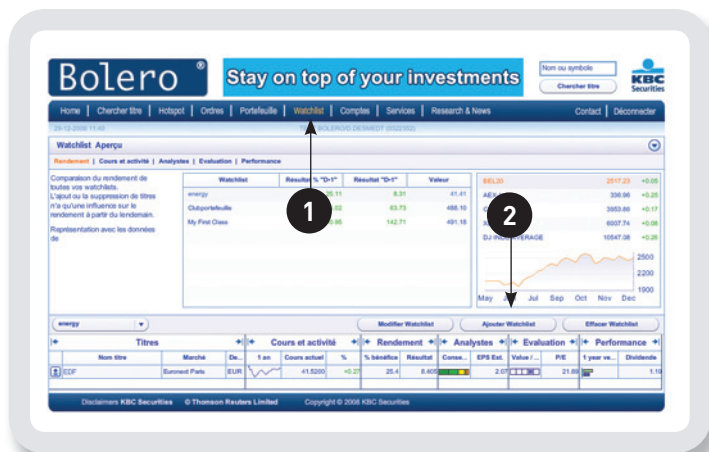 Bolero®
Stay on top of your investments
Nom ou symbole
Chercher titre
KBC
Securities
Home | Chercher titre | Hotspot | Ordres | Portefeuille | Watchlist | Comptes | Services | Research & News
Contact | Déconnecter
Watchlist Aperçu
Rendement | Cours et activité | Analystes | Evaluation | Performance
Comparaison du rendement de
toutes vos watchlists.
L'ajout ou la suppression de titres
n'a qu'une influence sur le
rendement à partir du lendemain.
Représentation avec les données
de
Watchlist Résultat % "D-1" Résultat "D-1" Valeur
energy 8.31 41.41
Clubportefeuille 63.73 488.10
My First Class 142.71 491.18
1
2
BEL20 2517.23 +0.05
336.96 +0.25
3953.86 +0.17
6007.74 +0.08
10547.08 +0.26
2500
2200
1900
May Jul Sep Oct Nov Dec
energy
Modifier Watchlist
Ajouter Watchlist
Effacer Watchlist
Titres Cours et activité Rendement Analystes Evaluation Performance
Nom titre Marché De... 1 an Cours actuel % % bénéfice Résultat Conse... EPS Est. Value / ... P/E 1 year ve... Dividende
EDF Euronext Paris EUR 41.5200 +0.27 25.4 8.405 2.07 21.89 1.19
Disclaimers KBC Securities © Thomson Reuters Limited Copyright © 2008 KBC Securities